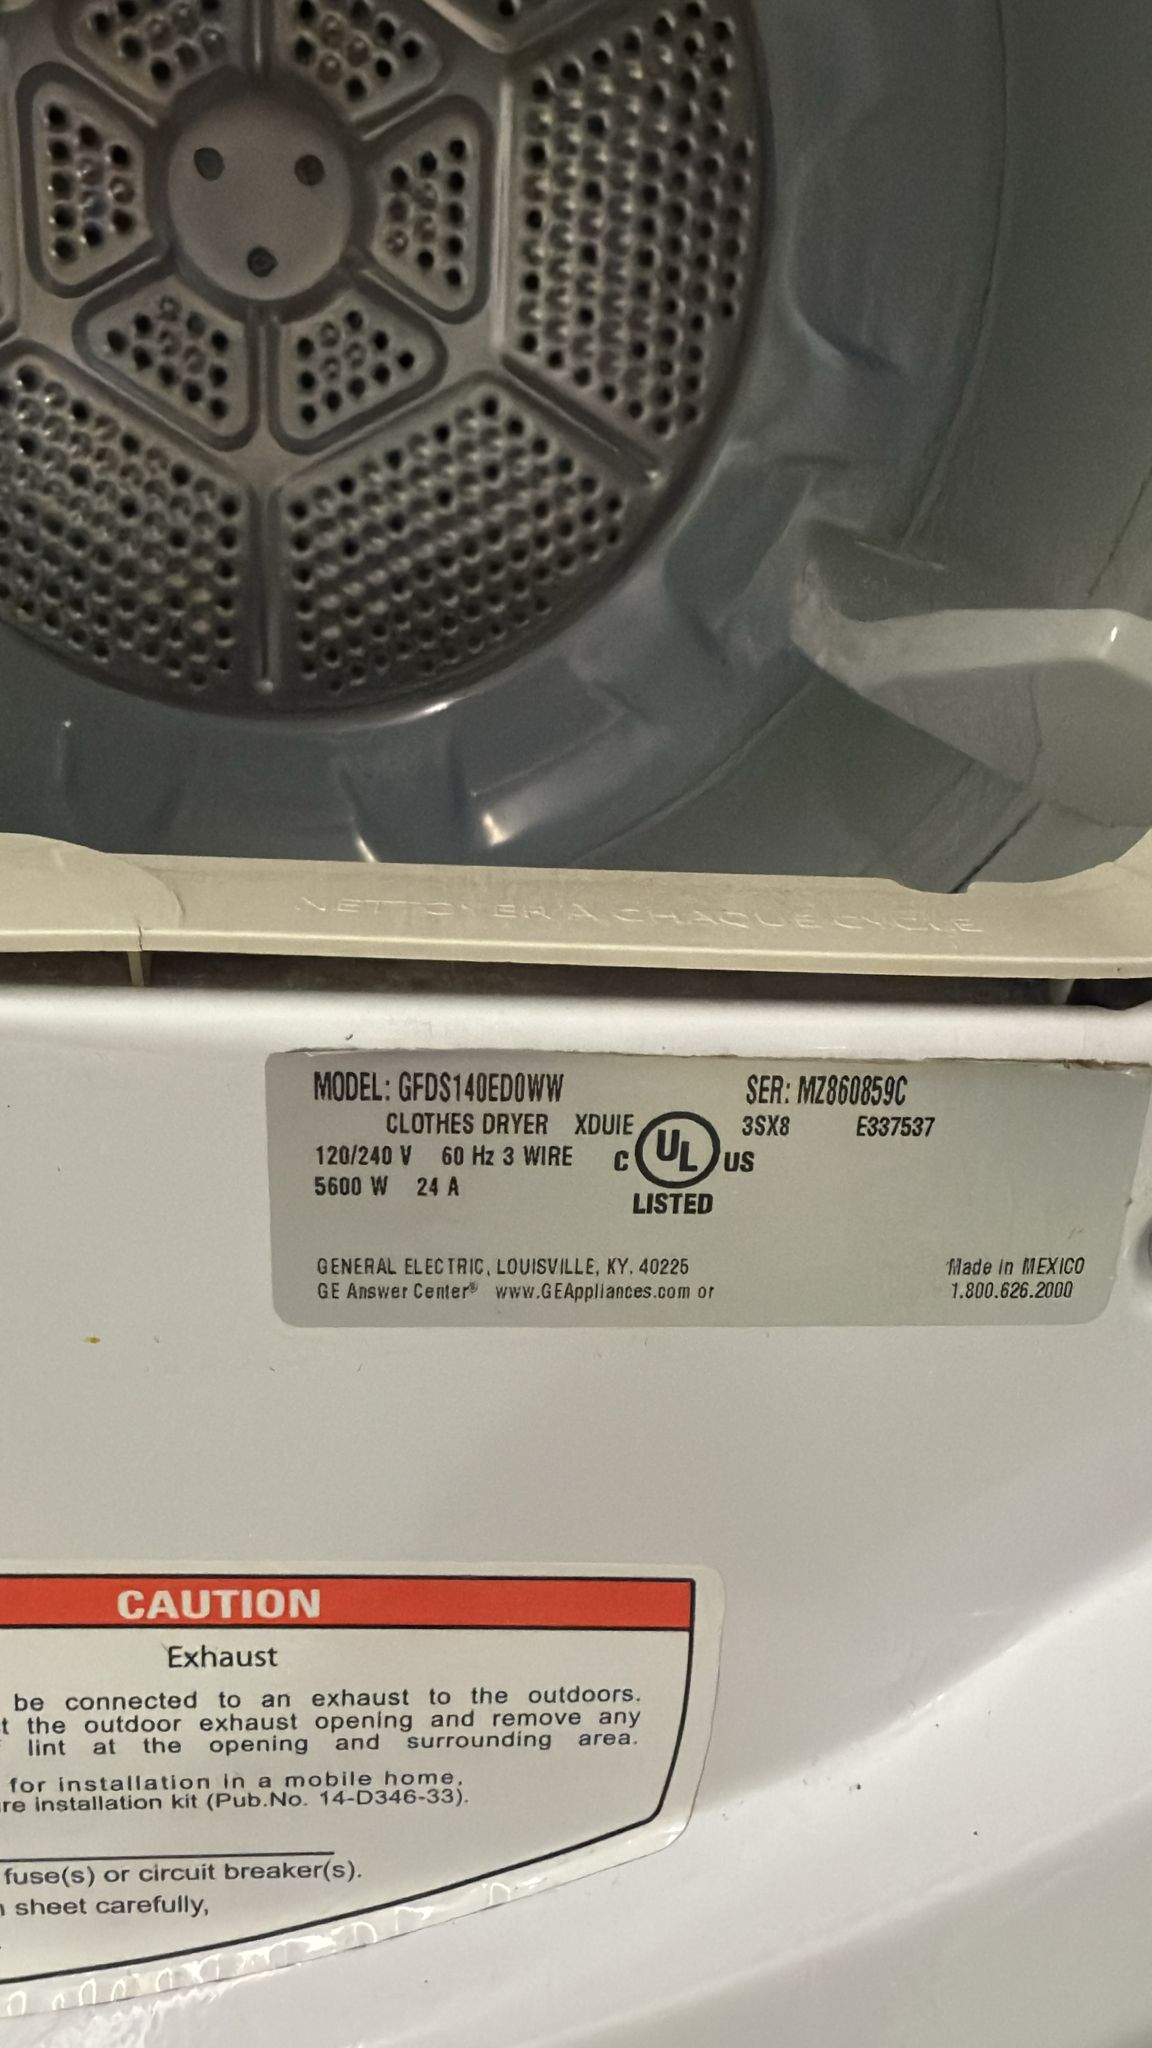 NETTOYER A CHAQUE CYCLE
MODEL: GFDS140ED0WW SER: MZ860859C
CLOTHES DRYER XDUIE 3SX8 E337537
120/240 V 60 Hz 3 WIRE C UL US
5600 W 24 A LISTED
GENERAL ELECTRIC, LOUISVILLE, KY. 40225 Made in MEXICO
GE Answer Center® www.GEAppliances.com or 1.800.626.2000
CAUTION
Exhaust
be connected to an exhaust to the outdoors.
the outdoor exhaust opening and remove any
lint at the opening and surrounding area.
for installation in a mobile home,
installation kit (Pub.No. 14-D346-33).
fuse(s) or circuit breaker(s).
sheet carefully,